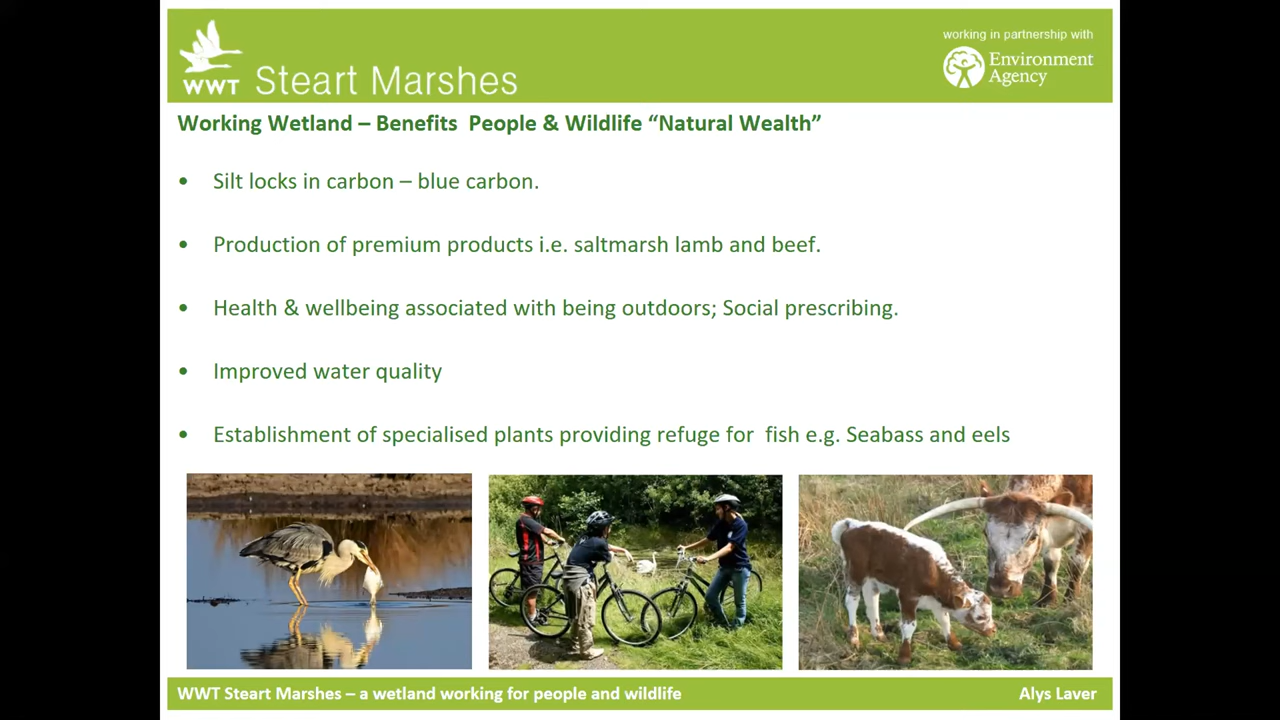 WWT Steart Marshes
working in partnership with
Environment
Agency
Working Wetland – Benefits  People & Wildlife “Natural Wealth”
• Silt locks in carbon – blue carbon.
• Production of premium products i.e. saltmarsh lamb and beef.
• Health & wellbeing associated with being outdoors; Social prescribing.
• Improved water quality
• Establishment of specialised plants providing refuge for  fish e.g. Seabass and eels
WWT Steart Marshes – a wetland working for people and wildlife
Alys Laver